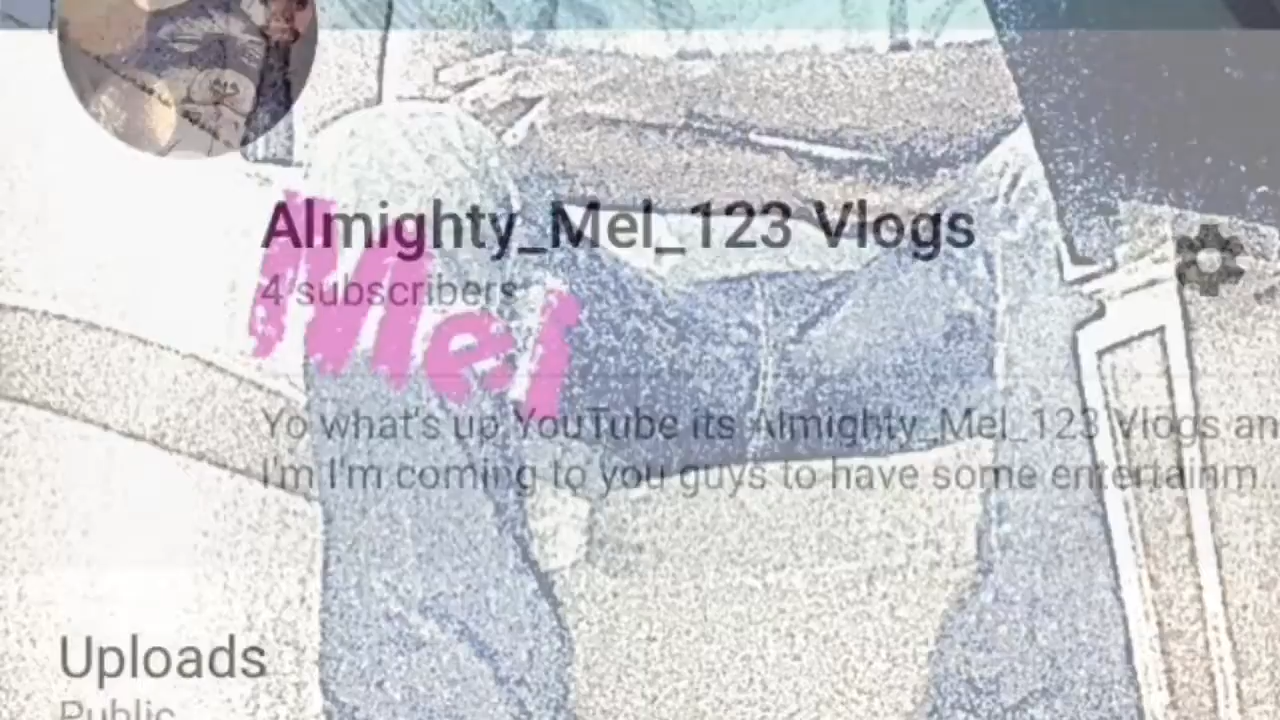 Almighty_Mel_123 Vlogs
4 subscribers
Mel
Yo what's up YouTube its Almighty_Mel_123 Vlogs an
I'm I'm coming to you guys to have some entertainm...
Uploads
Public